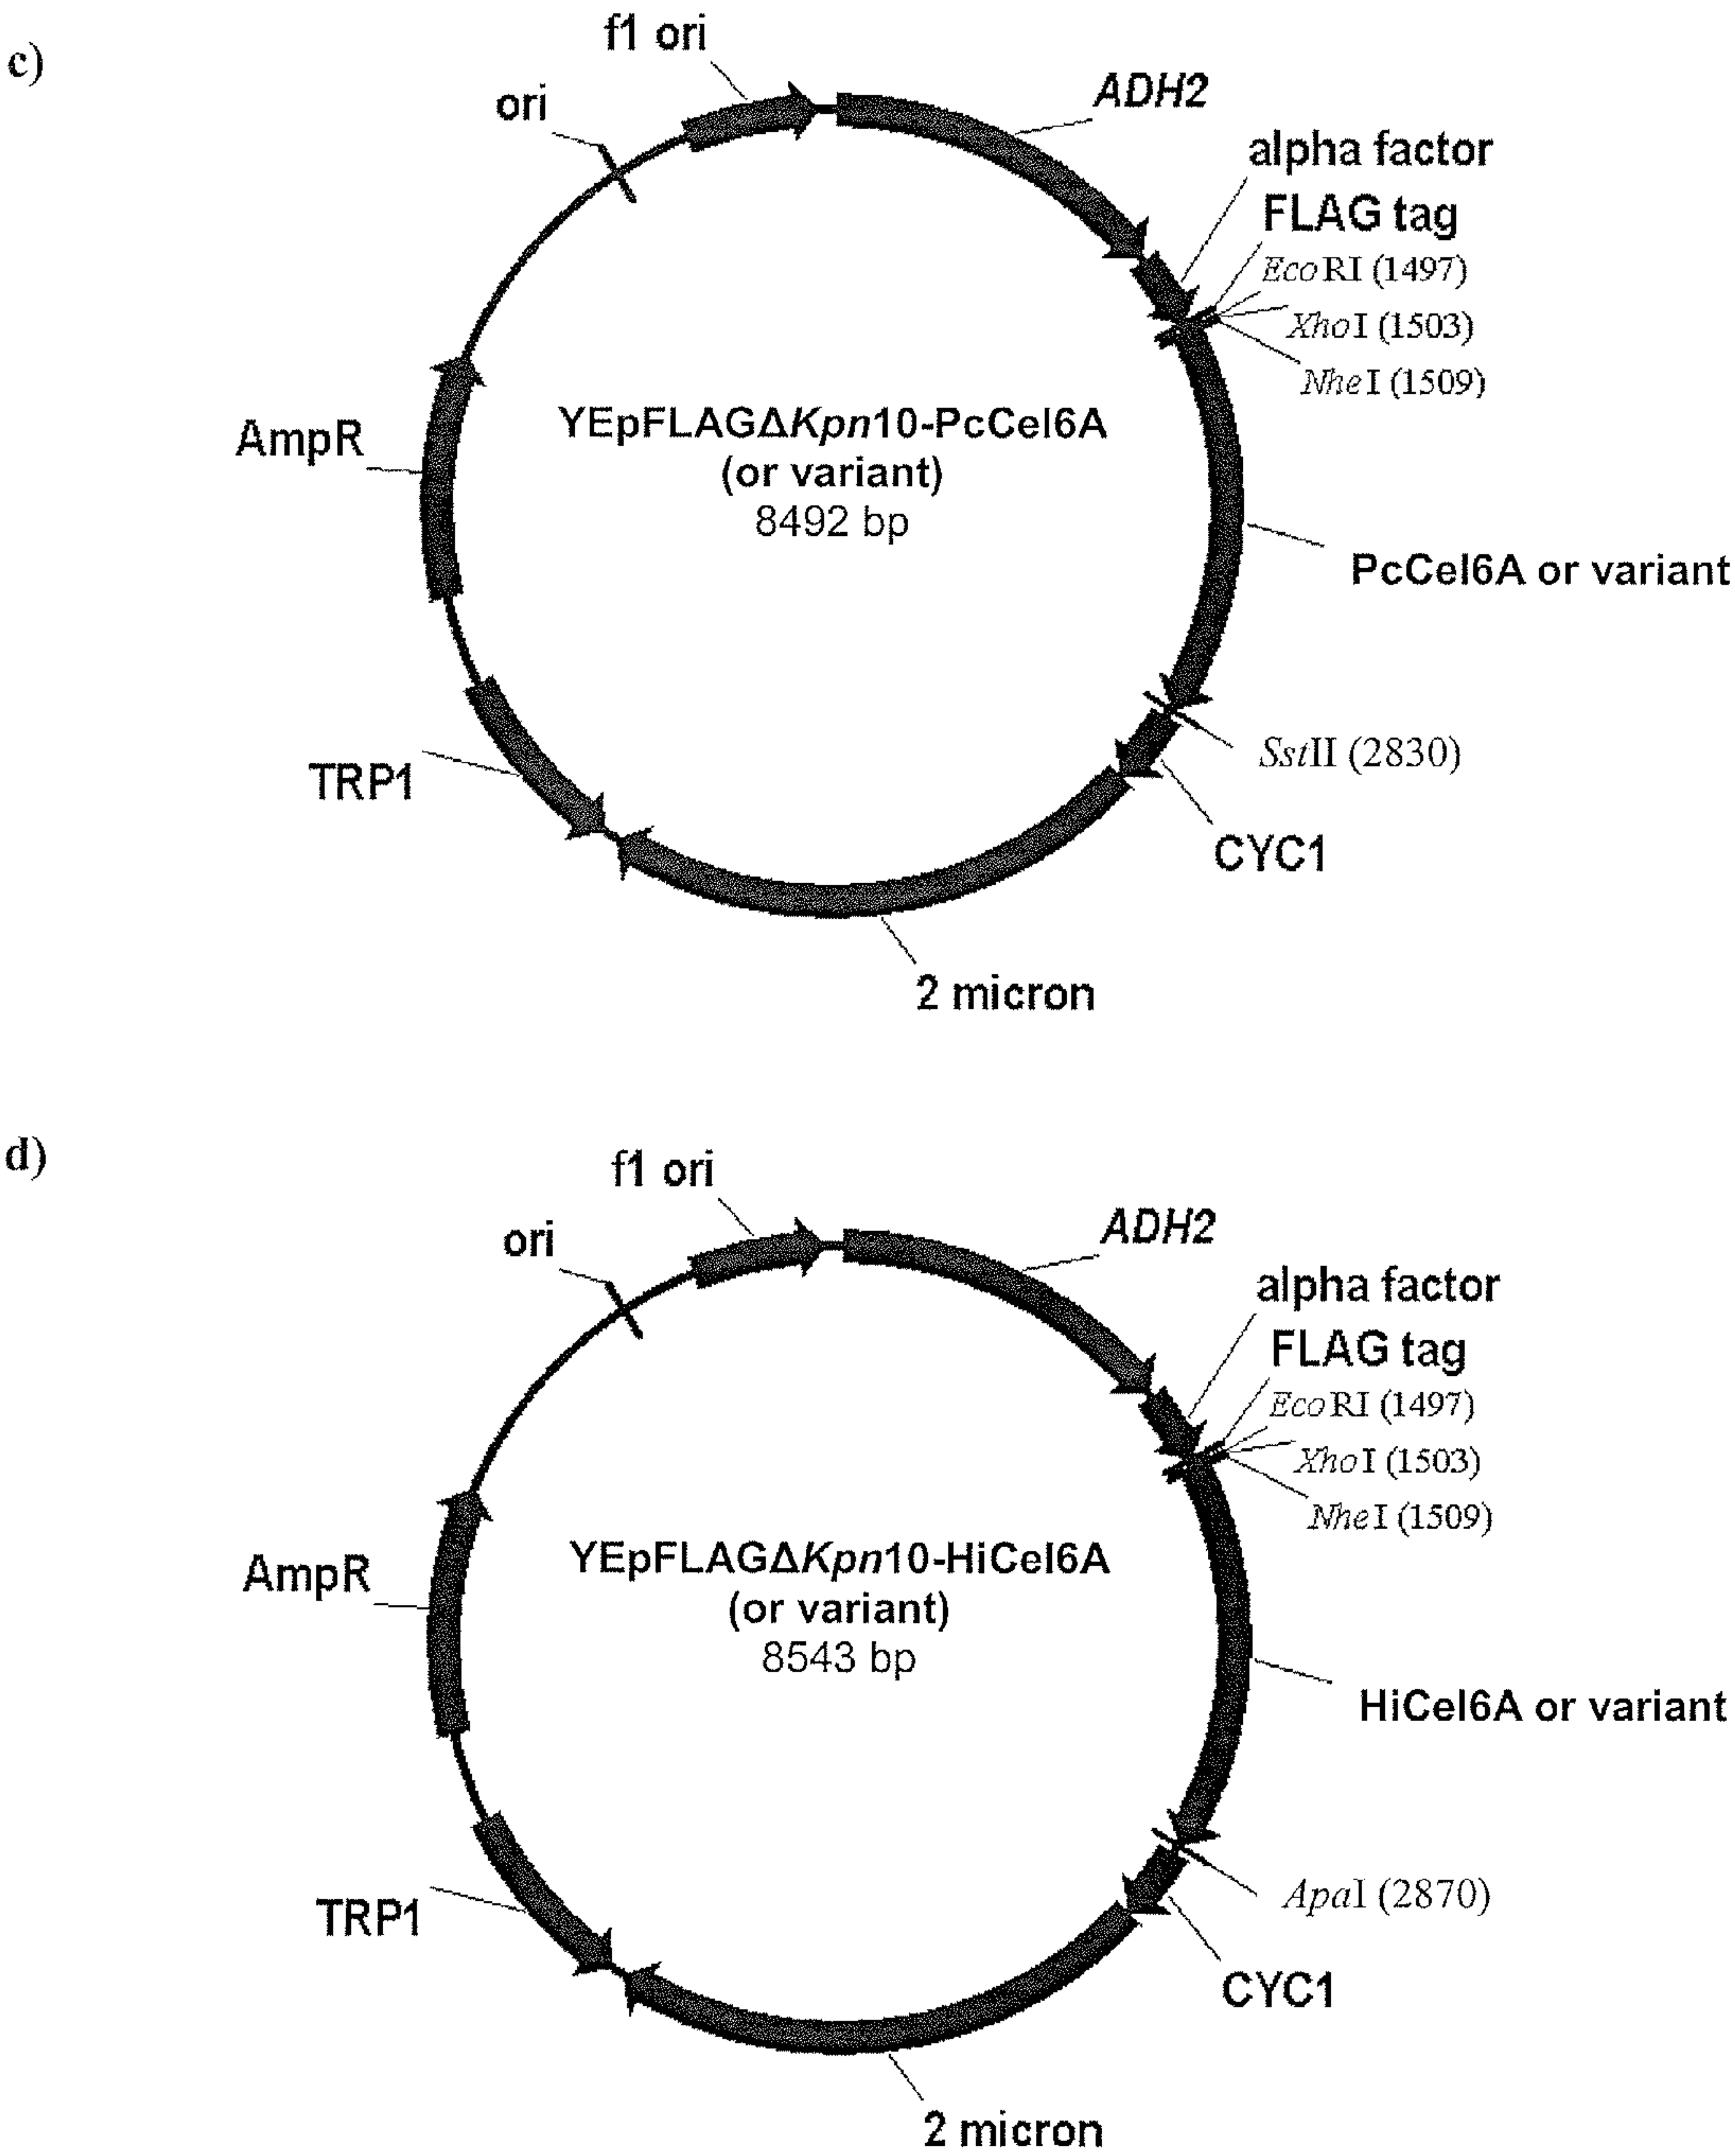 c)
f1 ori
ori
ADH2
alpha factor
FLAG tag
EcoRI (1497)
XhoI (1503)
NheI (1509)
AmpR
YEpFLAGΔKpn10-PcCel6A
(or variant)
8492 bp
PcCel6A or variant
SstII (2830)
TRP1
CYC1
2 micron
d)
f1 ori
ori
ADH2
alpha factor
FLAG tag
EcoRI (1497)
XhoI (1503)
NheI (1509)
AmpR
YEpFLAGΔKpn10-HiCel6A
(or variant)
8543 bp
HiCel6A or variant
ApaI (2870)
TRP1
CYC1
2 micron